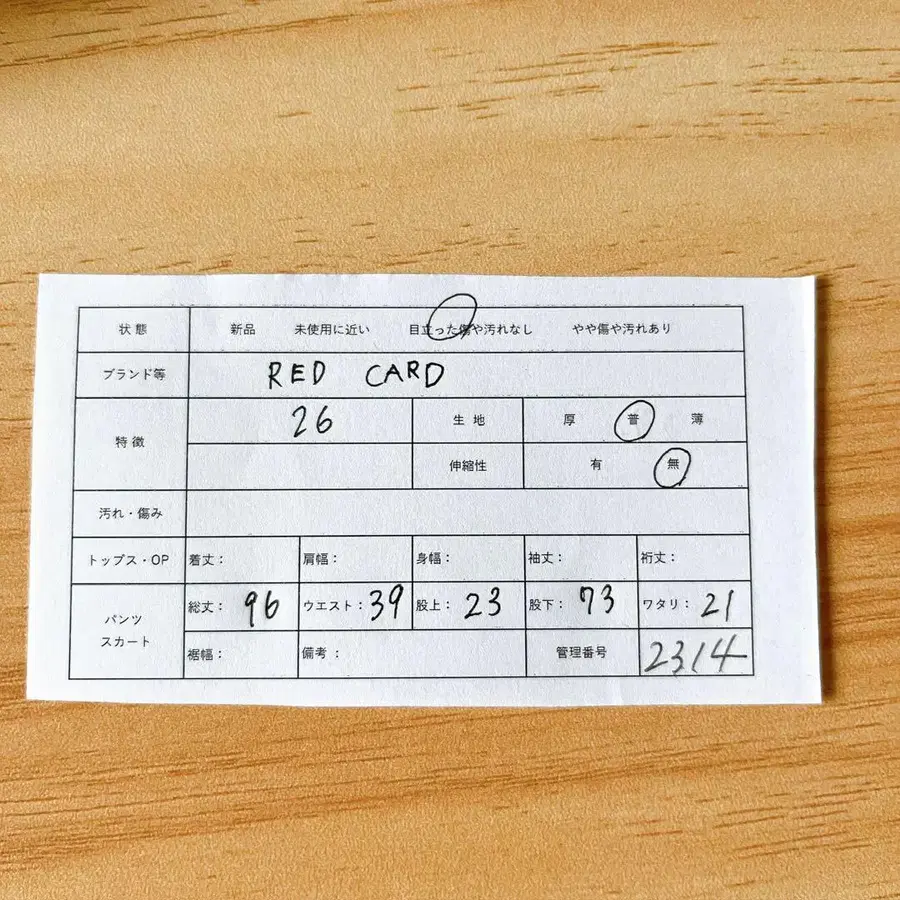 状態 新品 未使用に近い 目立った傷や汚れなし やや傷や汚れあり
ブランド等 RED CARD
特徴 26 生地 厚 普 薄
伸縮性 有 無
汚れ・傷み
トップス・OP 着丈: 肩幅: 身幅: 袖丈: 裄丈:
パンツ スカート 総丈: 96 ウエスト: 39 股上: 23 股下: 73 ワタリ: 21
裾幅: 備考: 管理番号 2314